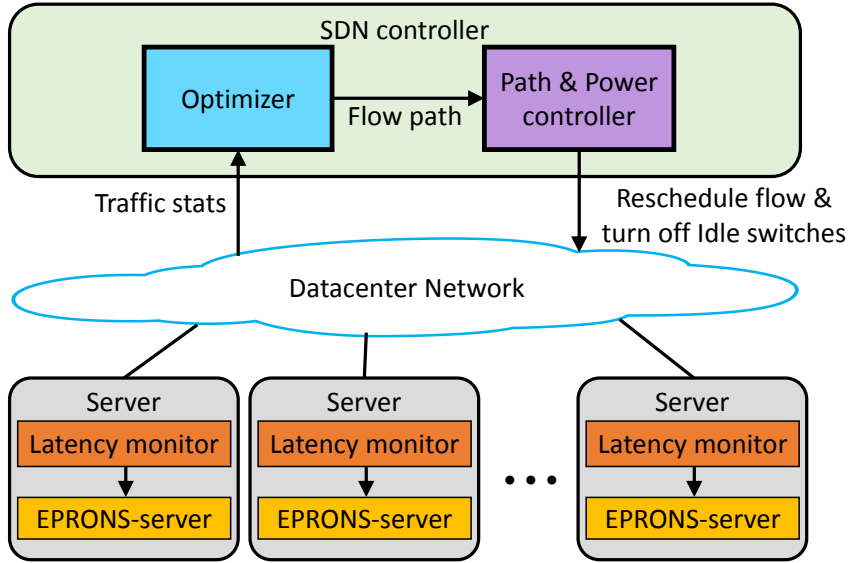 SDN controller
Optimizer
Flow path
Path & Power
controller
Traffic stats
Reschedule flow &
turn off Idle switches
Datacenter Network
Server
Latency monitor
EPRONS-server
Server
Latency monitor
EPRONS-server
...
Server
Latency monitor
EPRONS-server